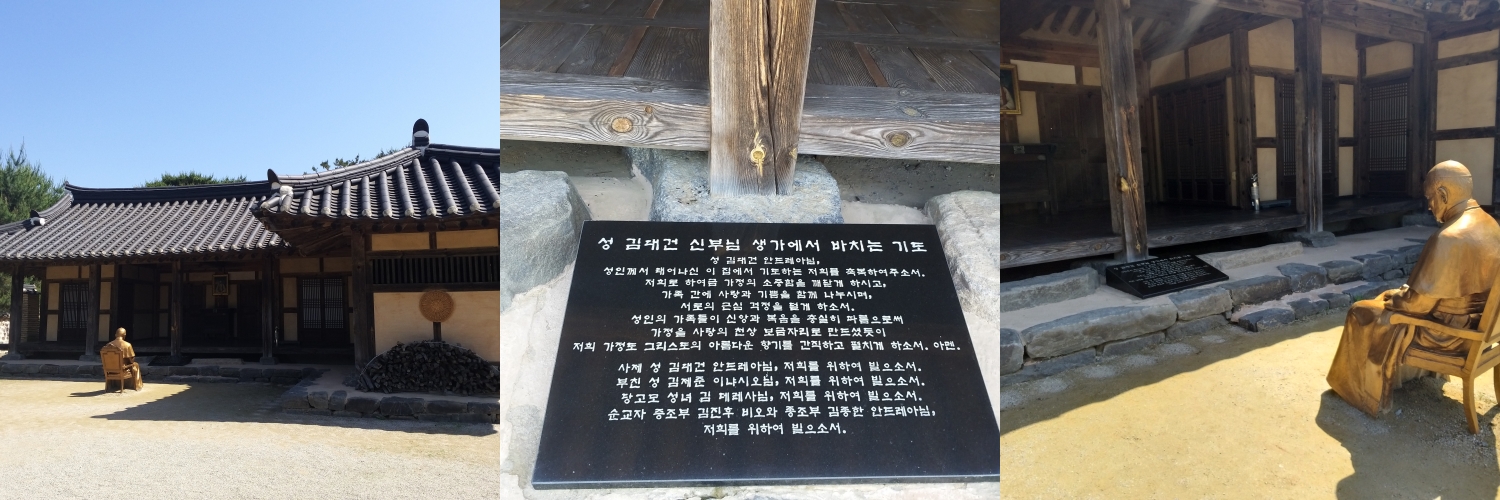 성 김대건 신부님 생가에서 바치는 기도
성 김대건 안드레아님,
성인께서 태어나신 이 집에서 기도하는 저희를 축복하여주소서.
저희로 하여금 가정의 소중함을 깨닫게 하시고,
가족 간에 사랑과 기쁨을 함께 나누시며,
서로의 근심 걱정을 덜게 하소서.
성인의 가족들이 신앙과 복음을 충실히 따름으로써
가정을 사랑의 천상 보금자리로 만드셨듯이
저희 가정도 그리스도의 아름다운 향기를 간직하고 펼치게 하소서. 아멘.
사제 성 김대건 안드레아님, 저희를 위하여 빌으소서.
부친 성 김제준 이냐시오님, 저희를 위하여 빌으소서.
당고모 성녀 김 데레사님, 저희를 위하여 빌으소서.
순교자 증조부 김진후 비오와 종조부 김종한 안드레아님,
저희를 위하여 빌으소서.